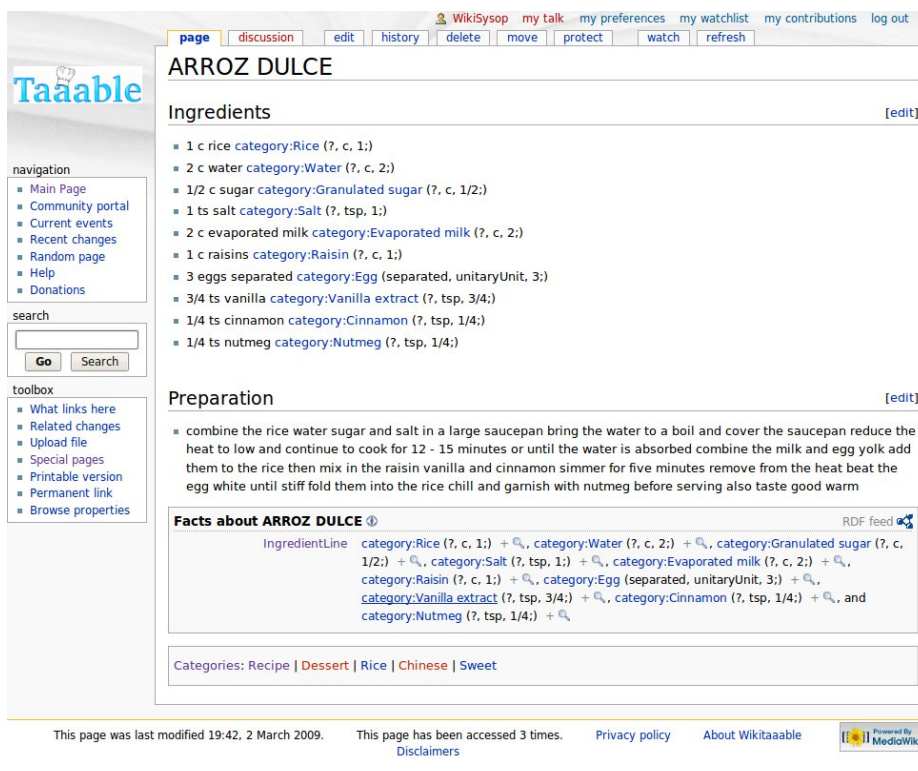 WikiSysop my talk my preferences my watchlist my contributions log out
page discussion edit history delete move protect watch refresh
Taaable
ARROZ DULCE
Ingredients [edit]
1 c rice category:Rice (?, c, 1;)
2 c water category:Water (?, c, 2;)
1/2 c sugar category:Granulated sugar (?, c, 1/2;)
1 ts salt category:Salt (?, tsp, 1;)
2 c evaporated milk category:Evaporated milk (?, c, 2;)
1 c raisins category:Raisin (?, c, 1;)
3 eggs separated category:Egg (separated, unitaryUnit, 3;)
3/4 ts vanilla category:Vanilla extract (?, tsp, 3/4;)
1/4 ts cinnamon category:Cinnamon (?, tsp, 1/4;)
1/4 ts nutmeg category:Nutmeg (?, tsp, 1/4;)
navigation
Main Page
Community portal
Current events
Recent changes
Random page
Help
Donations
search
Go Search
toolbox
What links here
Related changes
Upload file
Special pages
Printable version
Permanent link
Browse properties
Preparation [edit]
combine the rice water sugar and salt in a large saucepan bring the water to a boil and cover the saucepan reduce the
heat to low and continue to cook for 12 - 15 minutes or until the water is absorbed combine the milk and egg yolk add
them to the rice then mix in the raisin vanilla and cinnamon simmer for five minutes remove from the heat beat the
egg white until stiff fold them into the rice chill and garnish with nutmeg before serving also taste good warm
Facts about ARROZ DULCE RDF feed
IngredientLine category:Rice (?, c, 1;) + , category:Water (?, c, 2;) + , category:Granulated sugar (?, c,
1/2;) + , category:Salt (?, tsp, 1;) + , category:Evaporated milk (?, c, 2;) + ,
category:Raisin (?, c, 1;) + , category:Egg (separated, unitaryUnit, 3;) + ,
category:Vanilla extract (?, tsp, 3/4;) + , category:Cinnamon (?, tsp, 1/4;) + , and
category:Nutmeg (?, tsp, 1/4;) +
Categories: Recipe | Dessert | Rice | Chinese | Sweet
This page was last modified 19:42, 2 March 2009. This page has been accessed 3 times. Privacy policy About Wikitaaable
Disclaimers
Powered By
MediaWik